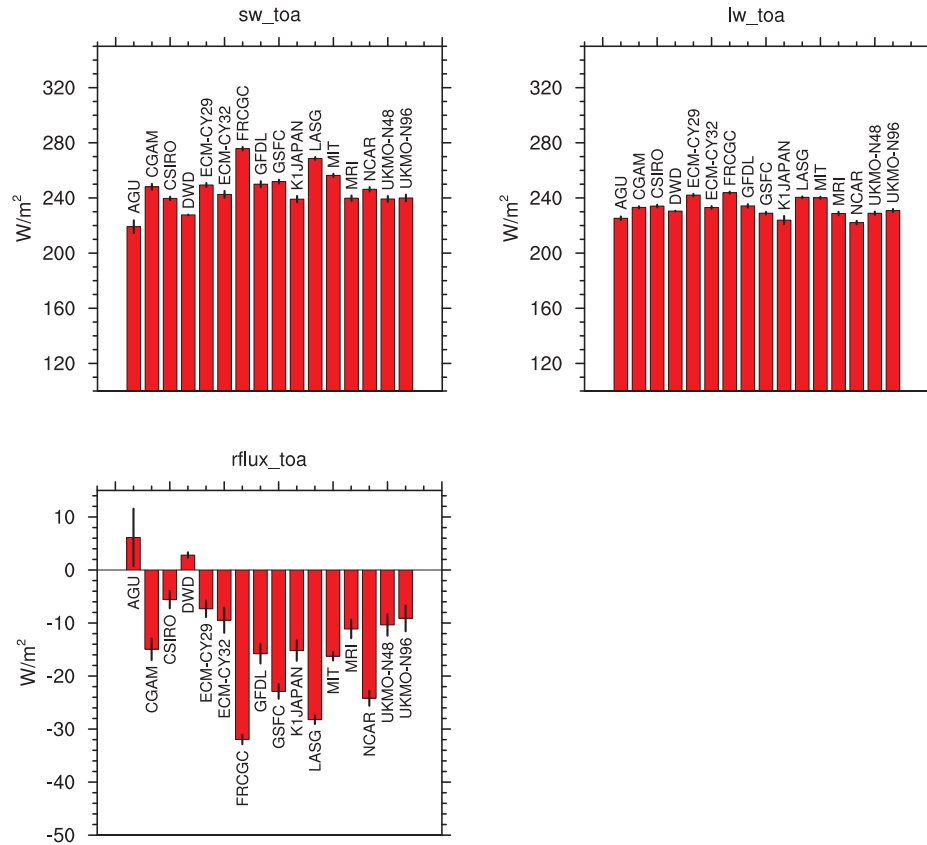 sw_toa
W/m2
320
280
240
200
160
120
AGU
CGAM
CSIRO
DWD
ECM-CY29
ECM-CY32
FRCGC
GFDL
GSFC
K1JAPAN
LASG
MIT
MRI
NCAR
UKMO-N48
UKMO-N96
lw_toa
W/m2
320
280
240
200
160
120
AGU
CGAM
CSIRO
DWD
ECM-CY29
ECM-CY32
FRCGC
GFDL
GSFC
K1JAPAN
LASG
MIT
MRI
NCAR
UKMO-N48
UKMO-N96
rflux_toa
W/m2
10
0
-10
-20
-30
-40
-50
AGU
CGAM
CSIRO
DWD
ECM-CY29
ECM-CY32
FRCGC
GFDL
GSFC
K1JAPAN
LASG
MIT
MRI
NCAR
UKMO-N48
UKMO-N96